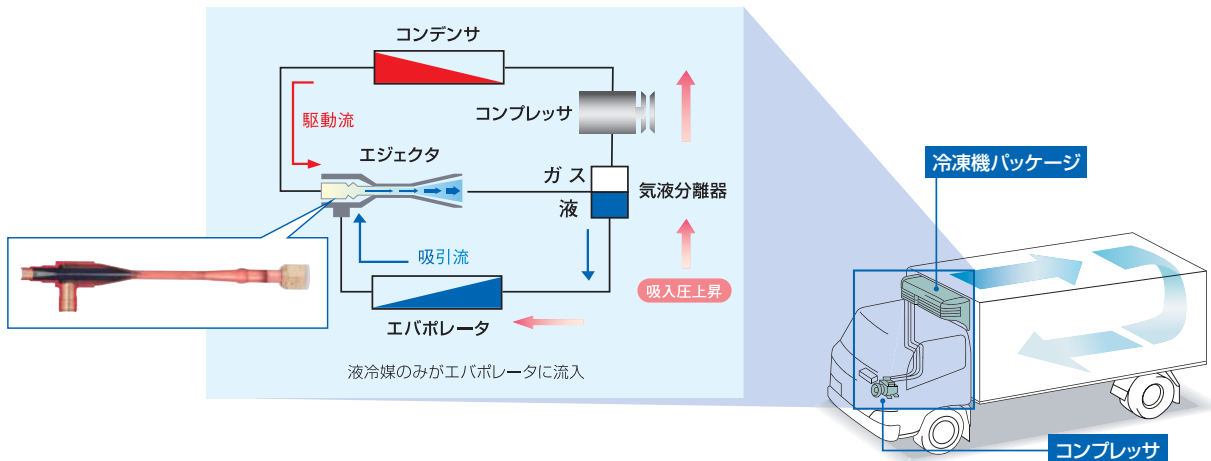 コンデンサ
コンプレッサ
駆動流
エジェクタ
ガス
液
気液分離器
吸引流
吸入圧上昇
エバポレータ
液冷媒のみがエバポレータに流入
冷凍機パッケージ
コンプレッサ